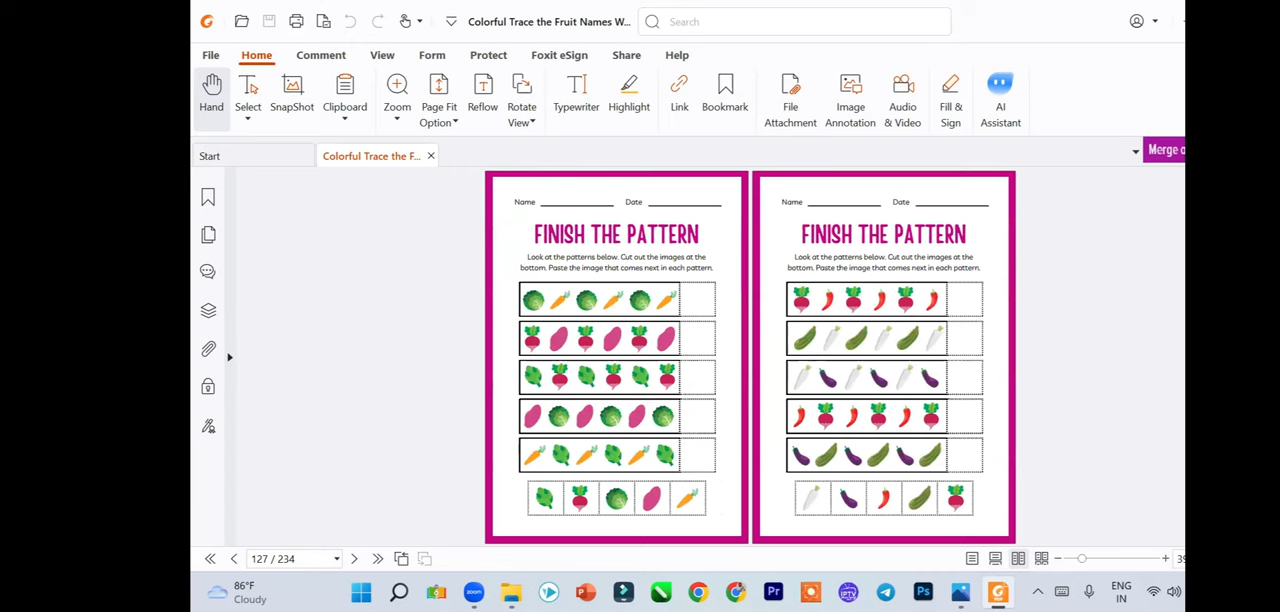 Colorful Trace the Fruit Names W...
Search
File Home Comment View Form Protect Foxit eSign Share Help
Hand Select SnapShot Clipboard Zoom Page Fit Option Reflow Rotate View Typewriter Highlight Link Bookmark File Attachment Image Annotation Audio & Video Fill & Sign AI Assistant
Start
Colorful Trace the F...
Name Date
FINISH THE PATTERN
Look at the patterns below. Cut out the images at the
bottom. Paste the image that comes next in each pattern.
Name Date
FINISH THE PATTERN
Look at the patterns below. Cut out the images at the
bottom. Paste the image that comes next in each pattern.
127 / 234
86°F
Cloudy
ENG
IN